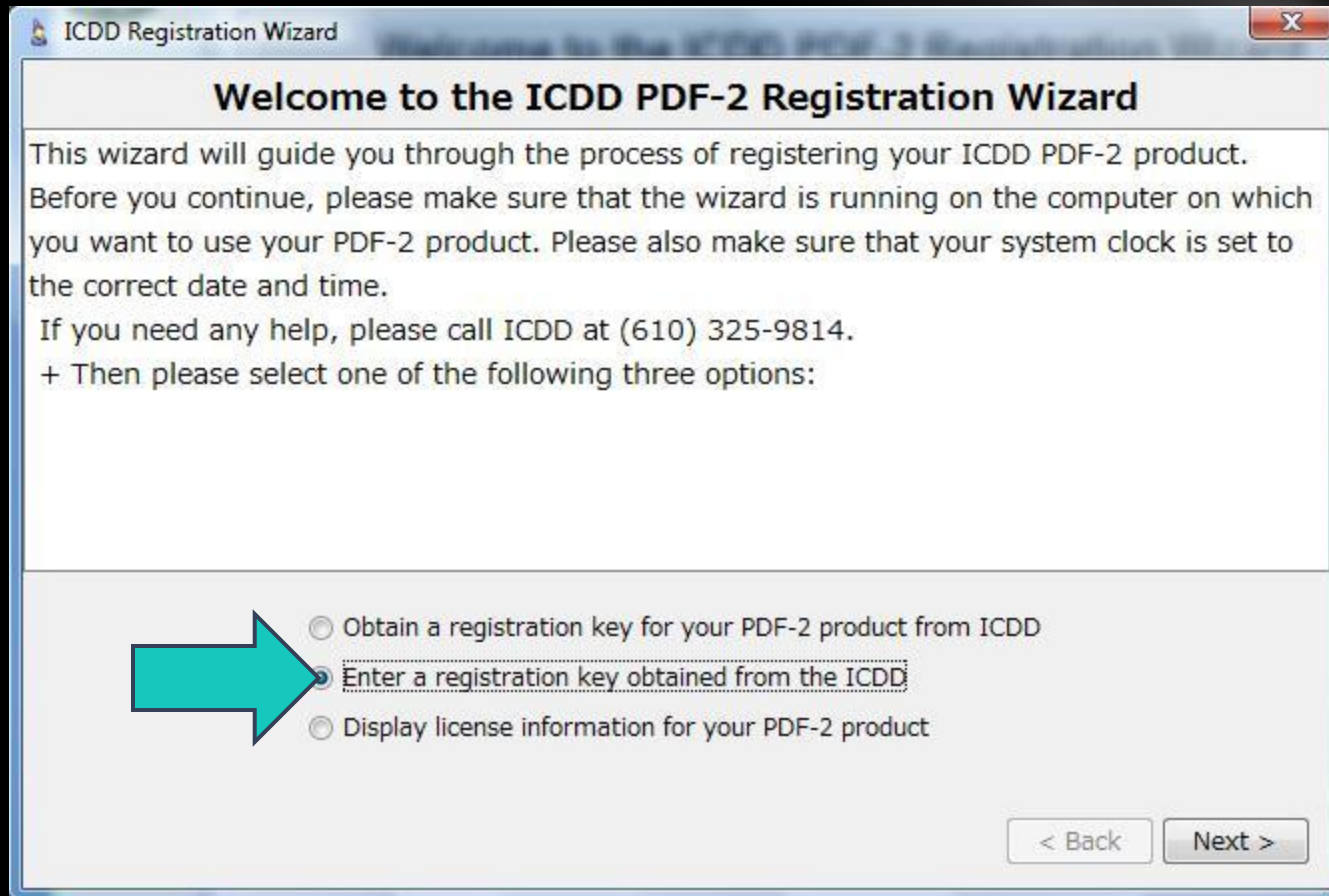 ICDD Registration Wizard
Welcome to the ICDD PDF-2 Registration Wizard
This wizard will guide you through the process of registering your ICDD PDF-2 product.
Before you continue, please make sure that the wizard is running on the computer on which
you want to use your PDF-2 product. Please also make sure that your system clock is set to
the correct date and time.
If you need any help, please call ICDD at (610) 325-9814.
+ Then please select one of the following three options:
Obtain a registration key for your PDF-2 product from ICDD
Enter a registration key obtained from the ICDD
Display license information for your PDF-2 product
< Back Next >